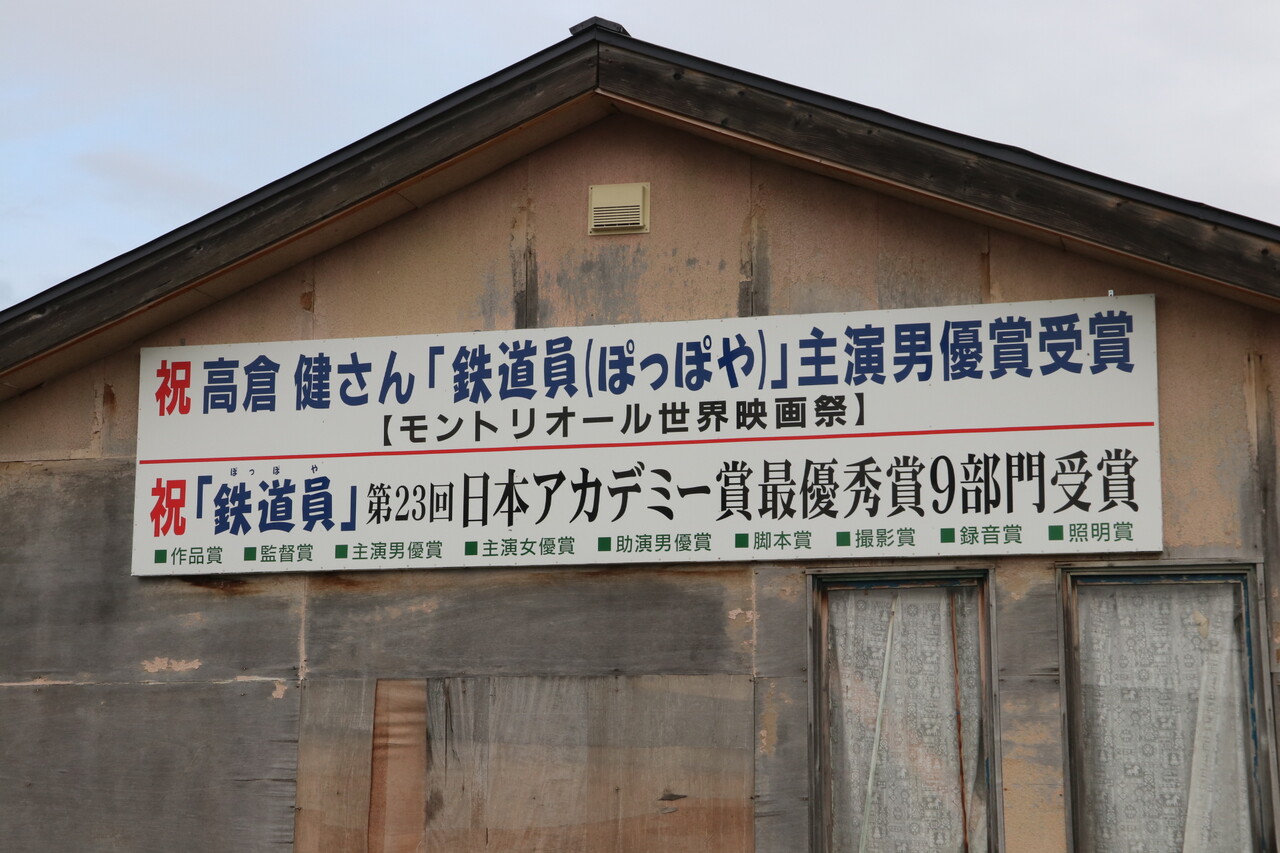 祝 高倉 健さん「鉄道員(ぽっぽや)」主演男優賞受賞
【モントリオール世界映画祭】
ぽっぽや
祝「鉄道員」第23回日本アカデミー賞最優秀賞9部門受賞
■作品賞 ■監督賞 ■主演男優賞 ■主演女優賞 ■助演男優賞 ■脚本賞 ■撮影賞 ■録音賞 ■照明賞